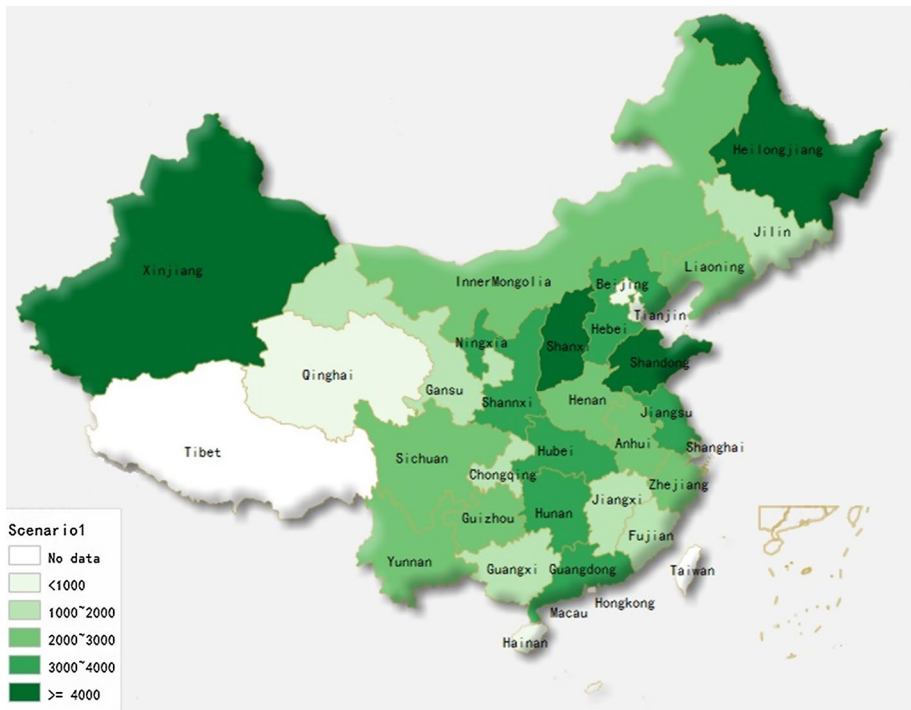 Heilongjiang
Jilin
Xinjiang
Liaoning
InnerMongolia
Beijing
Tianjin
Hebei
Ningxia
Shanx
Shandong
Qinghai
Gansu
Shannxi
Henan
Jiangsu
Anhui
Shanghai
Tibet
Sichuan
Hubei
Chongqing
Zhejiang
Jiangxi
Hunan
Guizhou
Fujian
Yunnan
Guangxi
Guangdong
Taiwan
Hongkong
Macau
Hainan
Scenario1
No data
<1000
1000~2000
2000~3000
3000~4000
>= 4000